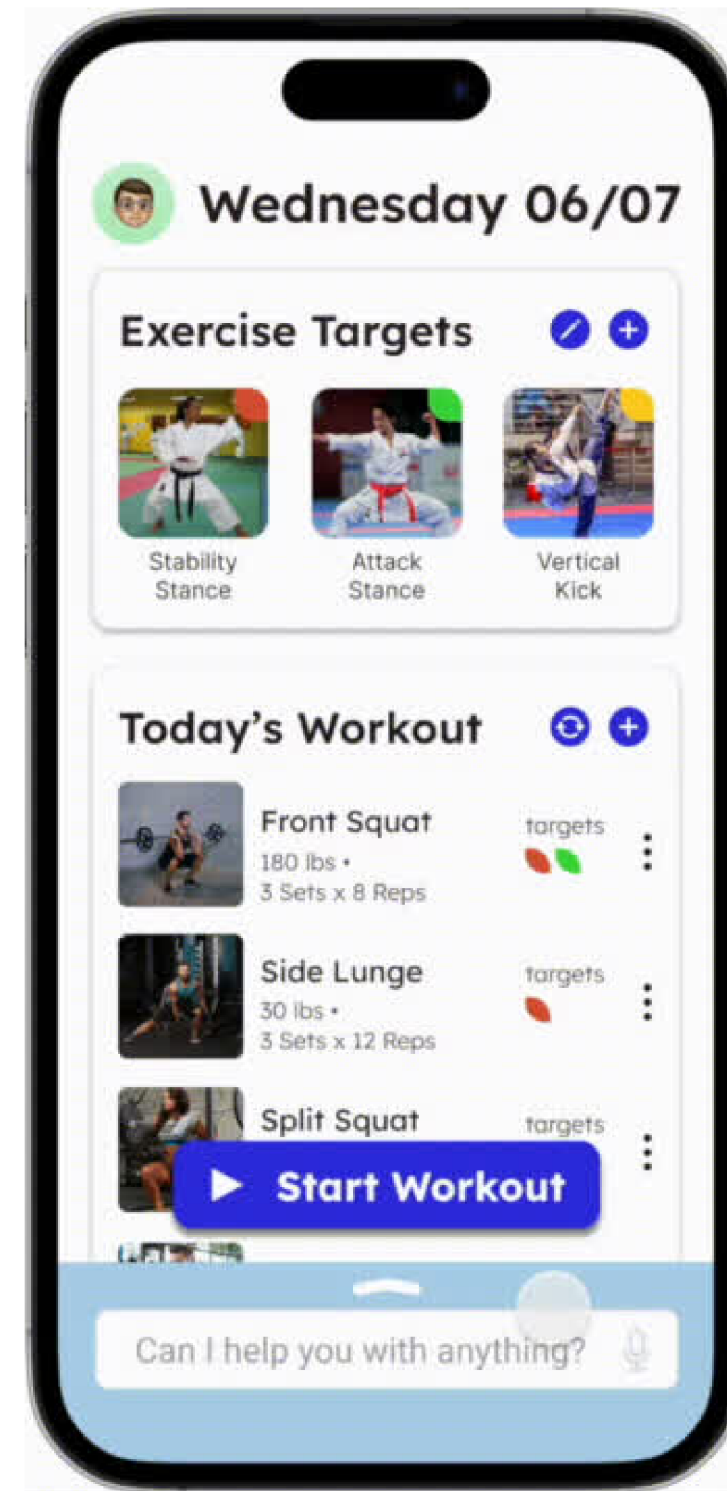 Wednesday 06/07
Exercise Targets
Stability
Stance
Attack
Stance
Vertical
Kick
Today's Workout
Front Squat
180 lbs •
3 Sets x 8 Reps
targets
Side Lunge
30 lbs •
3 Sets x 12 Reps
targets
Split Squat
targets
Start Workout
Can I help you with anything?